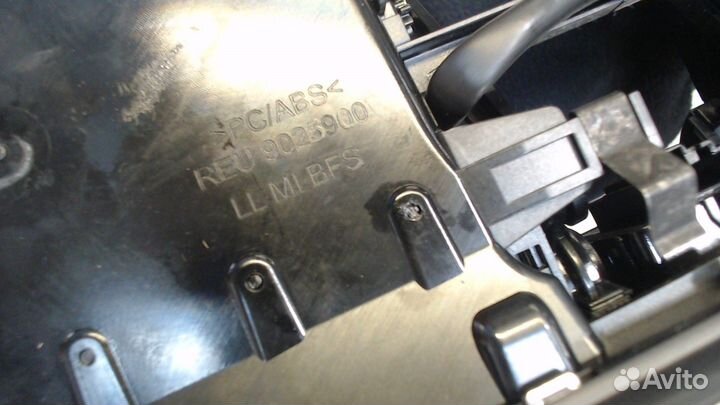 >PC/ABS<
REU 9025900
LL MI-BFS
Avito